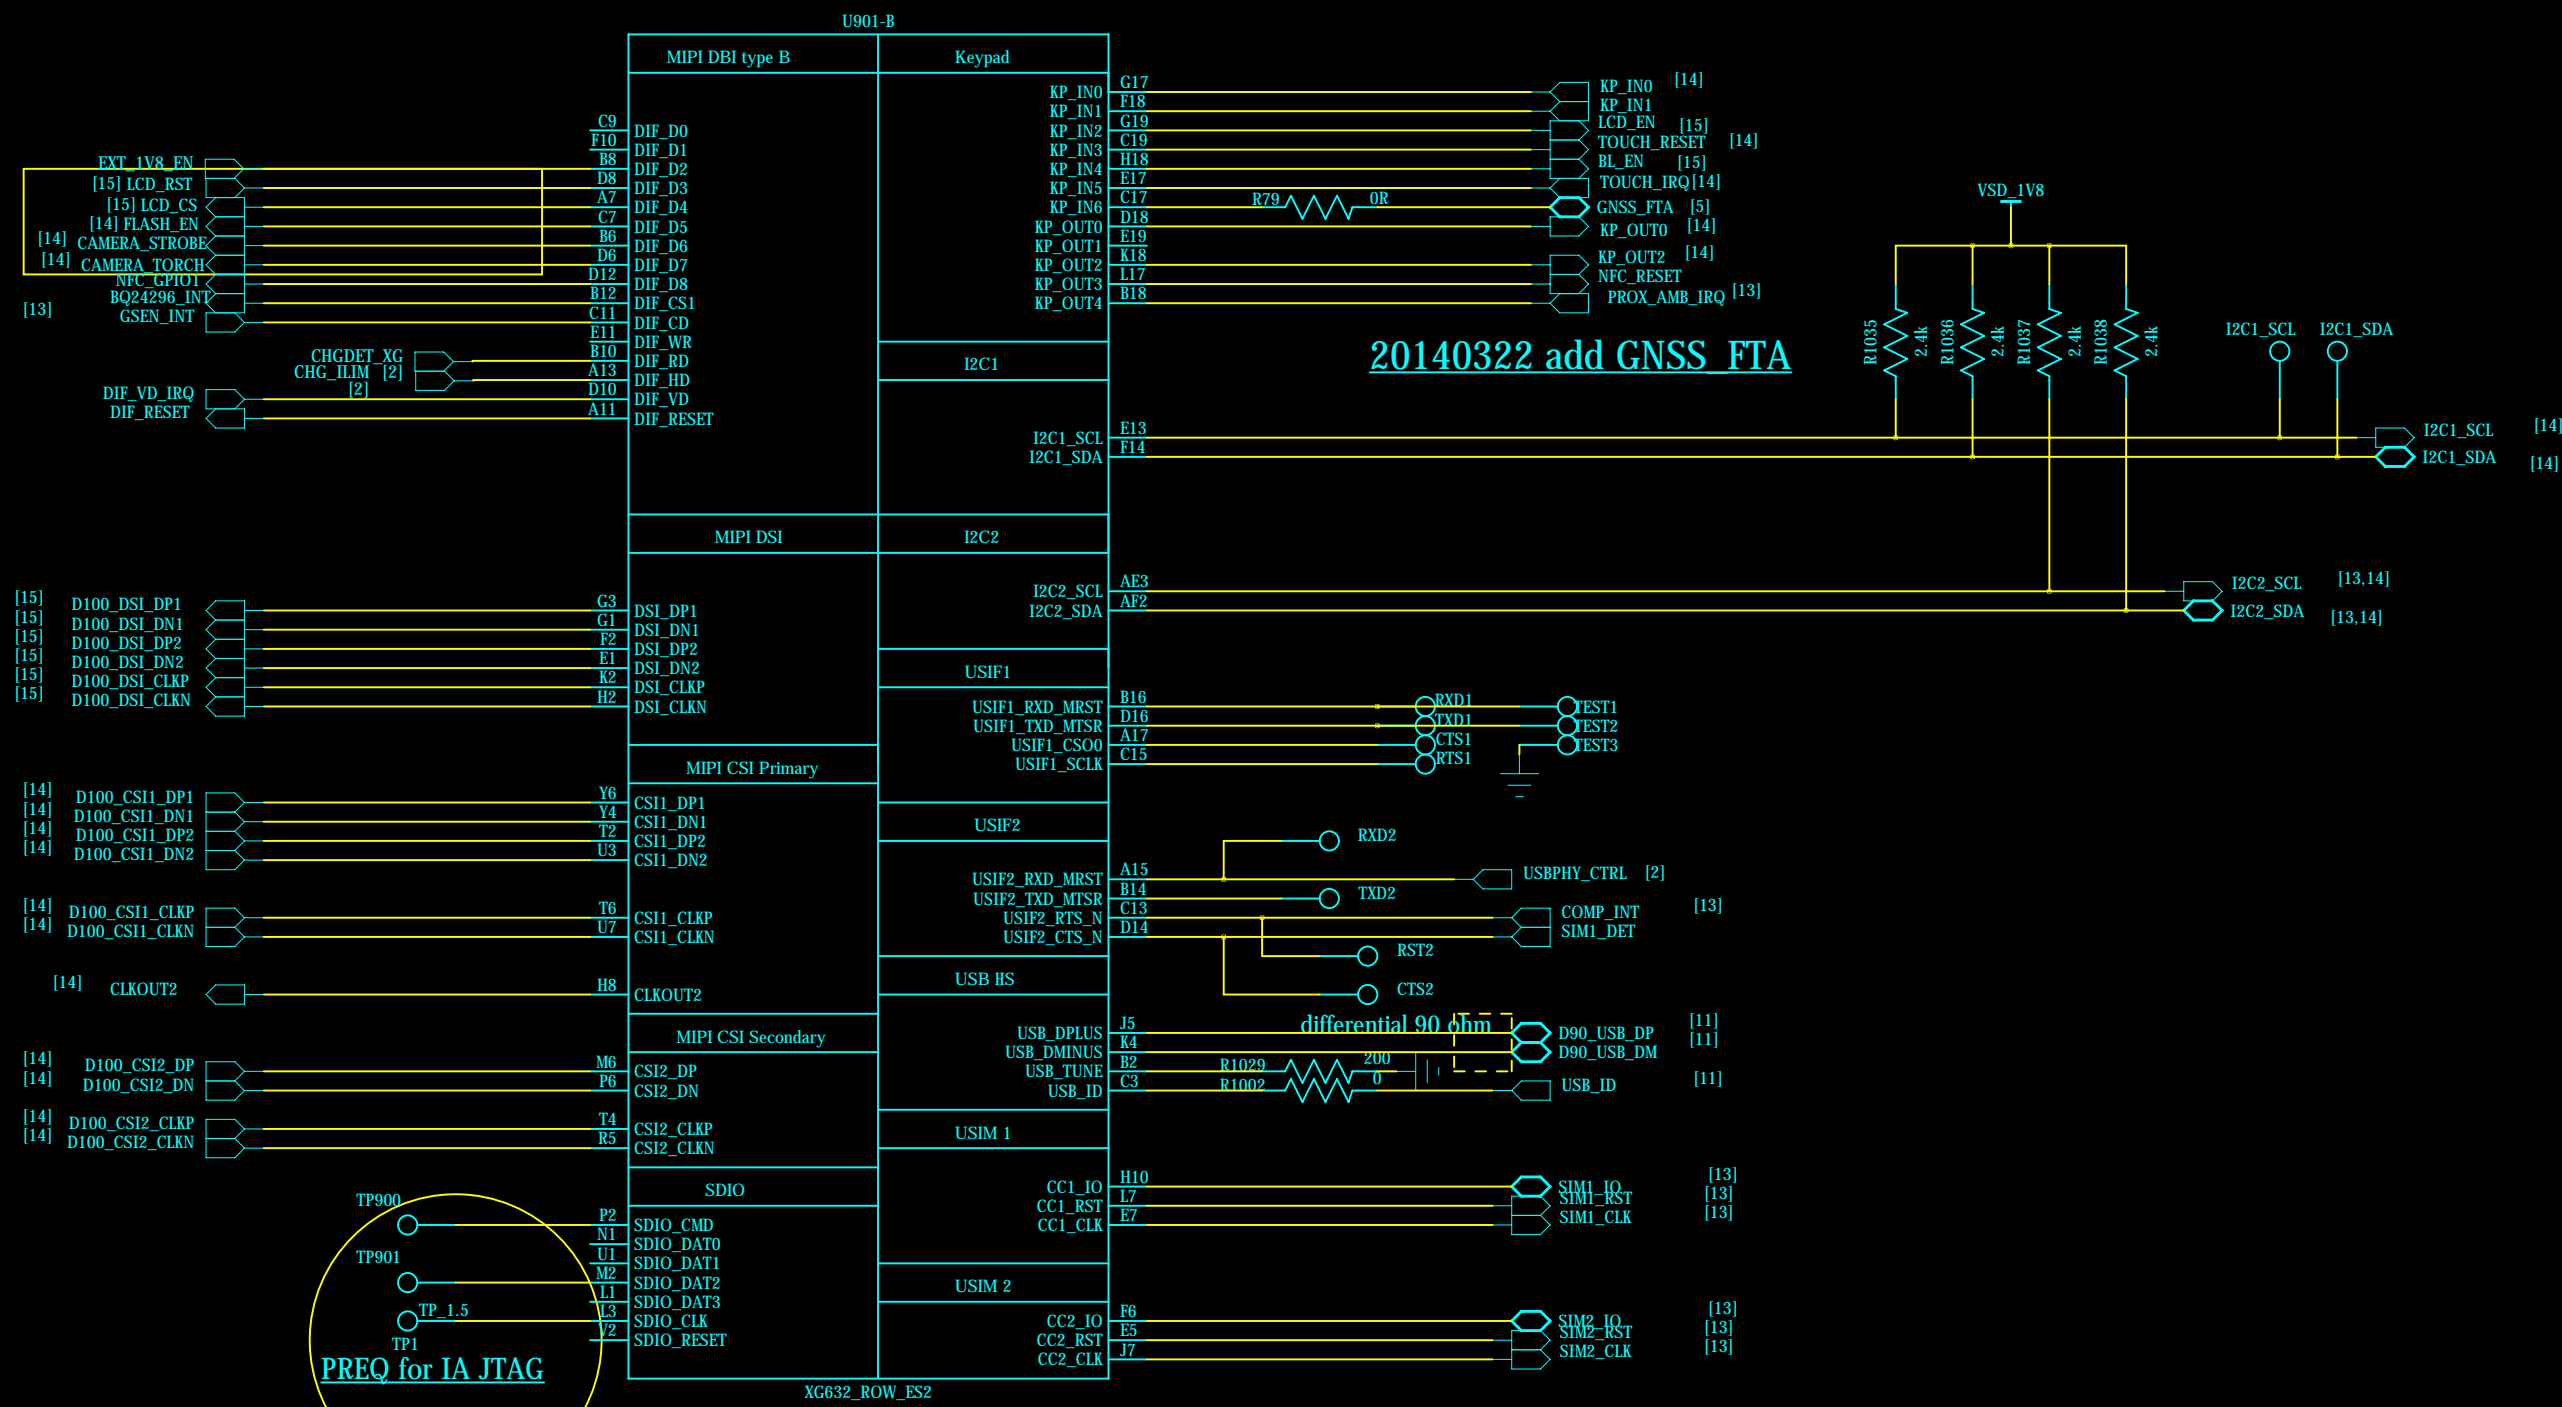 U901-B
MIPI DBI type B
Keypad
EXT_1V8_EN
[15] LCD_RST
[15] LCD_CS
[14] FLASH_EN
[14] CAMERA_STROBE
[14] CAMERA_TORCH
NFC_GPIO1
BQ24296_INT
[13] GSEN_INT
CHGDET_XG
CHG_ILIM [2]
[2]
DIF_VD_IRQ
DIF_RESET
C9 DIF_D0
F10 DIF_D1
B8 DIF_D2
D8 DIF_D3
A7 DIF_D4
C7 DIF_D5
B6 DIF_D6
D6 DIF_D7
D12 DIF_D8
B12 DIF_CS1
C11 DIF_CD
E11 DIF_WR
B10 DIF_RD
A13 DIF_HD
D10 DIF_VD
A11 DIF_RESET
KP_IN0 G17 KP_IN0 [14]
KP_IN1 F18 KP_IN1
KP_IN2 G19 LCD_EN [15]
KP_IN3 C19 TOUCH_RESET [14]
KP_IN4 H18 BL_EN [15]
KP_IN5 E17 TOUCH_IRQ [14]
KP_IN6 C17 R79 0R GNSS_FTA [5]
KP_OUT0 D18 KP_OUT0 [14]
KP_OUT1 E19
KP_OUT2 K18 KP_OUT2 [14]
KP_OUT3 L17 NFC_RESET
KP_OUT4 B18 PROX_AMB_IRQ [13]
20140322 add GNSS_FTA
VSD_1V8
R1035 2.4k
R1036 2.4k
R1037 2.4k
R1038 2.4k
I2C1_SCL I2C1_SDA
I2C1
I2C1_SCL E13 I2C1_SCL [14]
I2C1_SDA F14 I2C1_SDA [14]
MIPI DSI
I2C2
I2C2_SCL AE3 I2C2_SCL [13,14]
I2C2_SDA AF2 I2C2_SDA [13,14]
[15] D100_DSI_DP1 G3 DSI_DP1
[15] D100_DSI_DN1 G1 DSI_DN1
[15] D100_DSI_DP2 F2 DSI_DP2
[15] D100_DSI_DN2 E1 DSI_DN2
[15] D100_DSI_CLKP K2 DSI_CLKP
[15] D100_DSI_CLKN H2 DSI_CLKN
USIF1
USIF1_RXD_MRST B16 RXD1 TEST1
USIF1_TXD_MTSR D16 TXD1 TEST2
USIF1_CSO0 A17 CTS1 TEST3
USIF1_SCLK C15 RTS1
MIPI CSI Primary
[14] D100_CSI1_DP1 Y6 CSI1_DP1
[14] D100_CSI1_DN1 Y4 CSI1_DN1
[14] D100_CSI1_DP2 T2 CSI1_DP2
[14] D100_CSI1_DN2 U3 CSI1_DN2
[14] D100_CSI1_CLKP T6 CSI1_CLKP
[14] D100_CSI1_CLKN U7 CSI1_CLKN
[14] CLKOUT2 H8 CLKOUT2
USIF2
RXD2
USIF2_RXD_MRST A15 USBPHY_CTRL [2]
USIF2_TXD_MTSR B14 TXD2
USIF2_RTS_N C13 COMP_INT [13]
USIF2_CTS_N D14 SIM1_DET
RST2
CTS2
USB HS
differential 90 ohm
USB_DPLUS J5 D90_USB_DP [11]
USB_DMINUS K4 D90_USB_DM [11]
USB_TUNE B2 R1029 200
USB_ID C3 R1002 0 USB_ID [11]
MIPI CSI Secondary
[14] D100_CSI2_DP M6 CSI2_DP
[14] D100_CSI2_DN P6 CSI2_DN
[14] D100_CSI2_CLKP T4 CSI2_CLKP
[14] D100_CSI2_CLKN R5 CSI2_CLKN
USIM 1
CC1_IO H10 SIM1_IO [13]
CC1_RST L7 SIM1_RST [13]
CC1_CLK E7 SIM1_CLK [13]
SDIO
TP900
P2 SDIO_CMD
N1 SDIO_DAT0
TP901
U1 SDIO_DAT1
M2 SDIO_DAT2
L1 SDIO_DAT3
TP_1.5 L3 SDIO_CLK
TP1
V2 SDIO_RESET
PREQ for IA JTAG
USIM 2
CC2_IO F6 SIM2_IO [13]
CC2_RST E5 SIM2_RST [13]
CC2_CLK J7 SIM2_CLK [13]
XG632_ROW_ES2